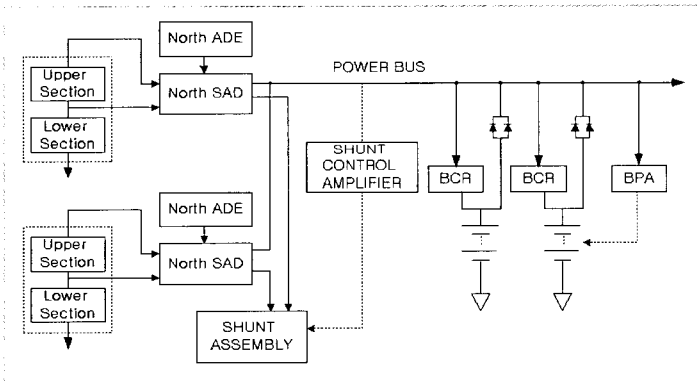 North ADE
Upper
Section
North SAD
Lower
Section
POWER BUS
SHUNT
CONTROL
AMPLIFIER
BCR
BCR
BPA
North ADE
Upper
Section
North SAD
Lower
Section
SHUNT
ASSEMBLY